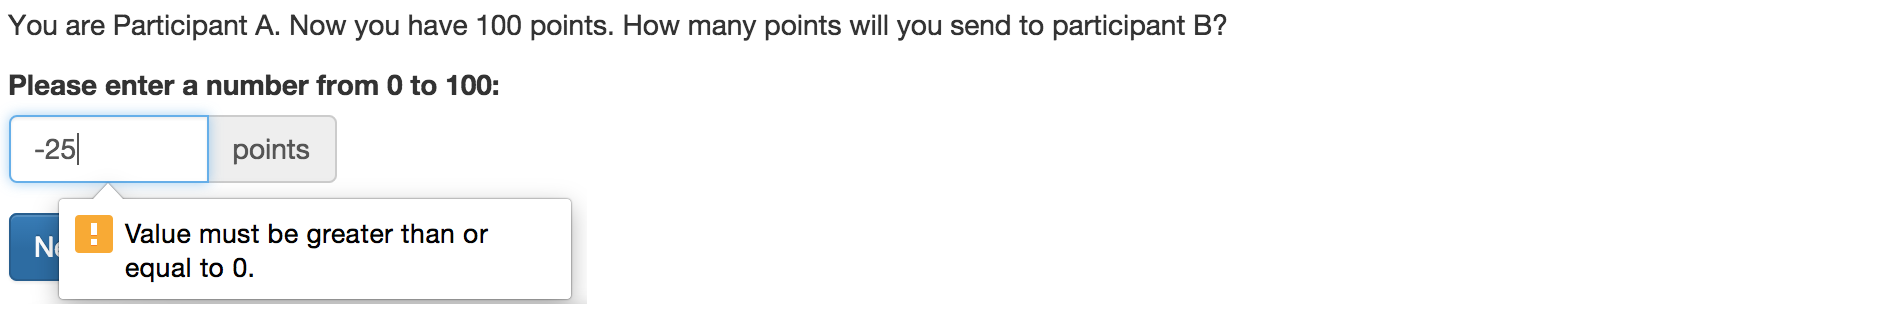 You are Participant A. Now you have 100 points. How many points will you send to participant B?
Please enter a number from 0 to 100:
-25 points
Value must be greater than or
equal to 0.